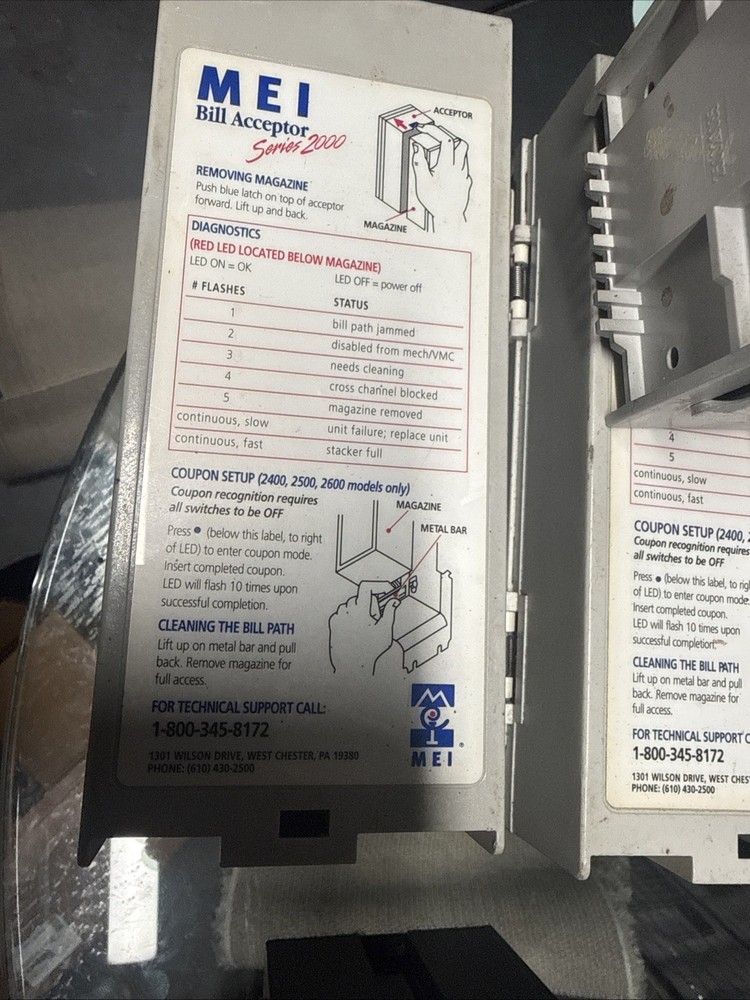 MEI
Bill Acceptor
Series 2000
ACCEPTOR
MAGAZINE
REMOVING MAGAZINE
Push blue latch on top of acceptor
forward. Lift up and back.
DIAGNOSTICS
(RED LED LOCATED BELOW MAGAZINE)
LED ON = OK LED OFF = power off
# FLASHES STATUS
1 bill path jammed
2 disabled from mech/VMC
3 needs cleaning
4 cross channel blocked
5 magazine removed
continuous, slow unit failure; replace unit
continuous, fast stacker full
COUPON SETUP (2400, 2500, 2600 models only)
Coupon recognition requires
all switches to be OFF
MAGAZINE
METAL BAR
Press • (below this label, to right
of LED) to enter coupon mode.
Insert completed coupon.
LED will flash 10 times upon
successful completion.
CLEANING THE BILL PATH
Lift up on metal bar and pull
back. Remove magazine for
full access.
FOR TECHNICAL SUPPORT CALL:
1-800-345-8172
1301 WILSON DRIVE, WEST CHESTER, PA 19380
PHONE: (610) 430-2500
MEI
®
4
5
continuous, slow
continuous, fast
COUPON SETUP (2400,
Coupon recognition requires
all switches to be OFF
Press • (below this label, to
of LED) to enter coupon
Insert completed coupon.
LED will flash 10 times upon
successful completion.
CLEANING THE BILL PATH
Lift up on metal bar and pull
back. Remove magazine for
full access.
FOR TECHNICAL SUPPORT
1-800-345-8172
1301 WILSON DRIVE, WEST
PHONE: (610) 430-2500